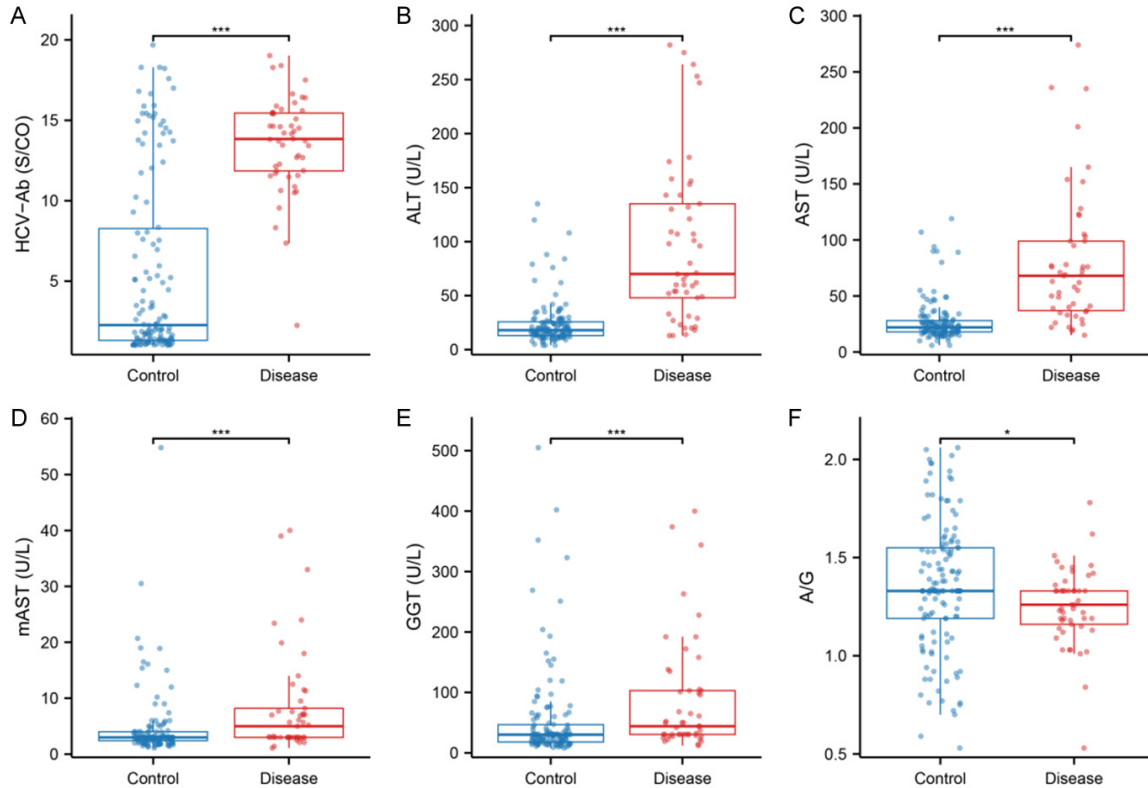 A
HCV−Ab (S/CO)
20
15
10
5
***
Control
Disease
B
ALT (U/L)
300
250
200
150
100
50
0
***
Control
Disease
C
AST (U/L)
300
250
200
150
100
50
0
***
Control
Disease
D
mAST (U/L)
60
50
40
30
20
10
0
***
Control
Disease
E
GGT (U/L)
500
400
300
200
100
0
***
Control
Disease
F
A/G
2.0
1.5
1.0
0.5
*
Control
Disease